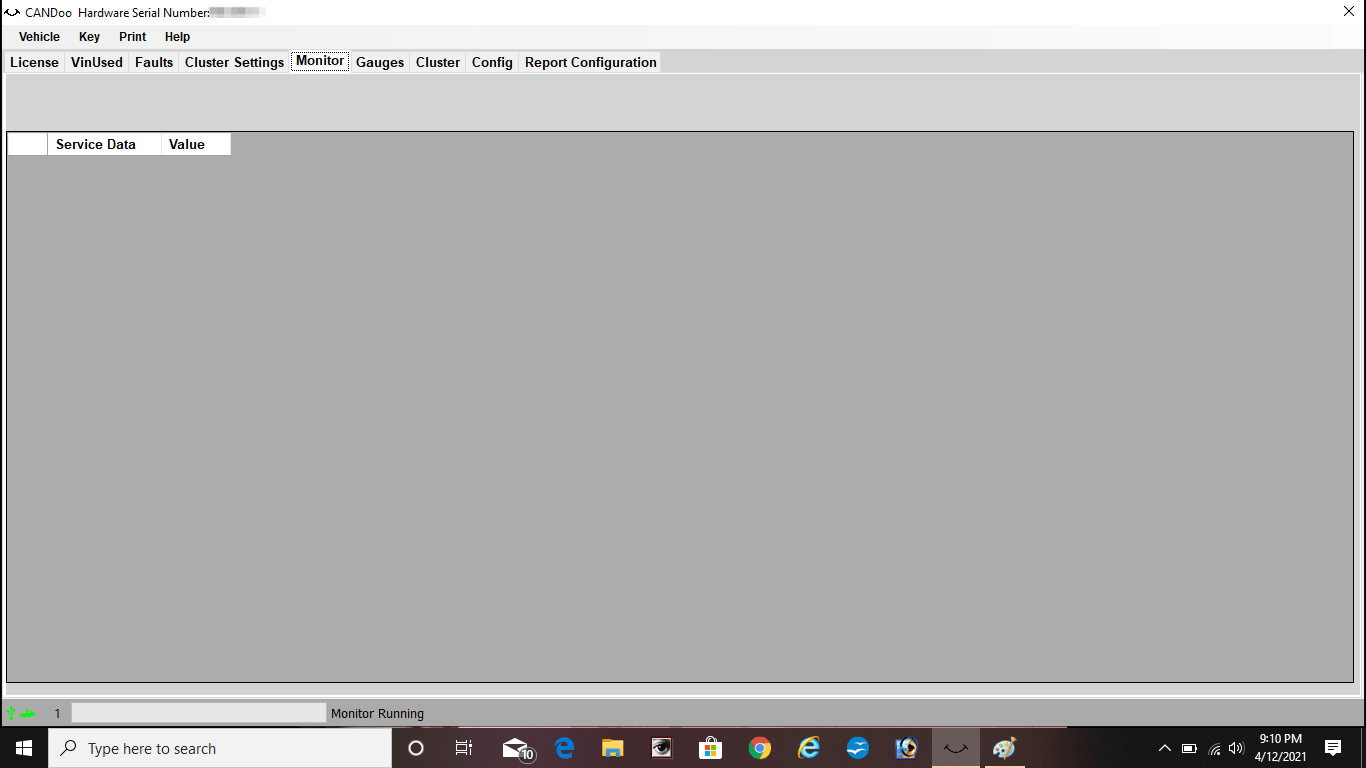 CANDoo Hardware Serial Number:
Vehicle Key Print Help
License VinUsed Faults Cluster Settings Monitor Gauges Cluster Config Report Configuration
Service Data Value
1 Monitor Running
Type here to search
10
9:10 PM
4/12/2021